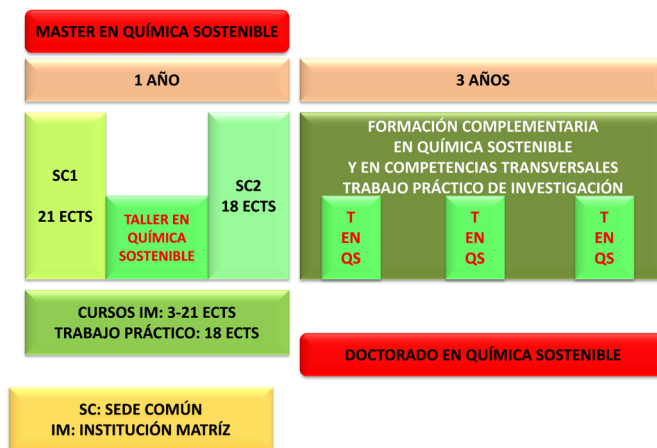 MASTER EN QUÍMICA SOSTENIBLE
1 AÑO
3 AÑOS
SC1
21 ECTS
TALLER EN
QUÍMICA
SOSTENIBLE
SC2
18 ECTS
FORMACIÓN COMPLEMENTARIA
EN QUÍMICA SOSTENIBLE
Y EN COMPETENCIAS TRANSVERSALES
TRABAJO PRÁCTICO DE INVESTIGACIÓN
T
EN
QS
T
EN
QS
T
EN
QS
CURSOS IM: 3-21 ECTS
TRABAJO PRÁCTICO: 18 ECTS
DOCTORADO EN QUÍMICA SOSTENIBLE
SC: SEDE COMÚN
IM: INSTITUCIÓN MATRÍZ